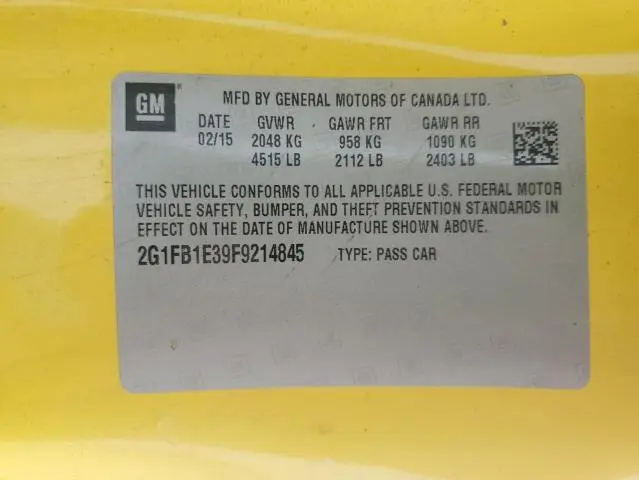 GM
MFD BY GENERAL MOTORS OF CANADA LTD.
DATE GVWR GAWR FRT GAWR RR
02/15 2048 KG 958 KG 1090 KG
4515 LB 2112 LB 2403 LB
THIS VEHICLE CONFORMS TO ALL APPLICABLE U.S. FEDERAL MOTOR
VEHICLE SAFETY, BUMPER, AND THEFT PREVENTION STANDARDS IN
EFFECT ON THE DATE OF MANUFACTURE SHOWN ABOVE.
2G1FB1E39F9214845 TYPE: PASS CAR